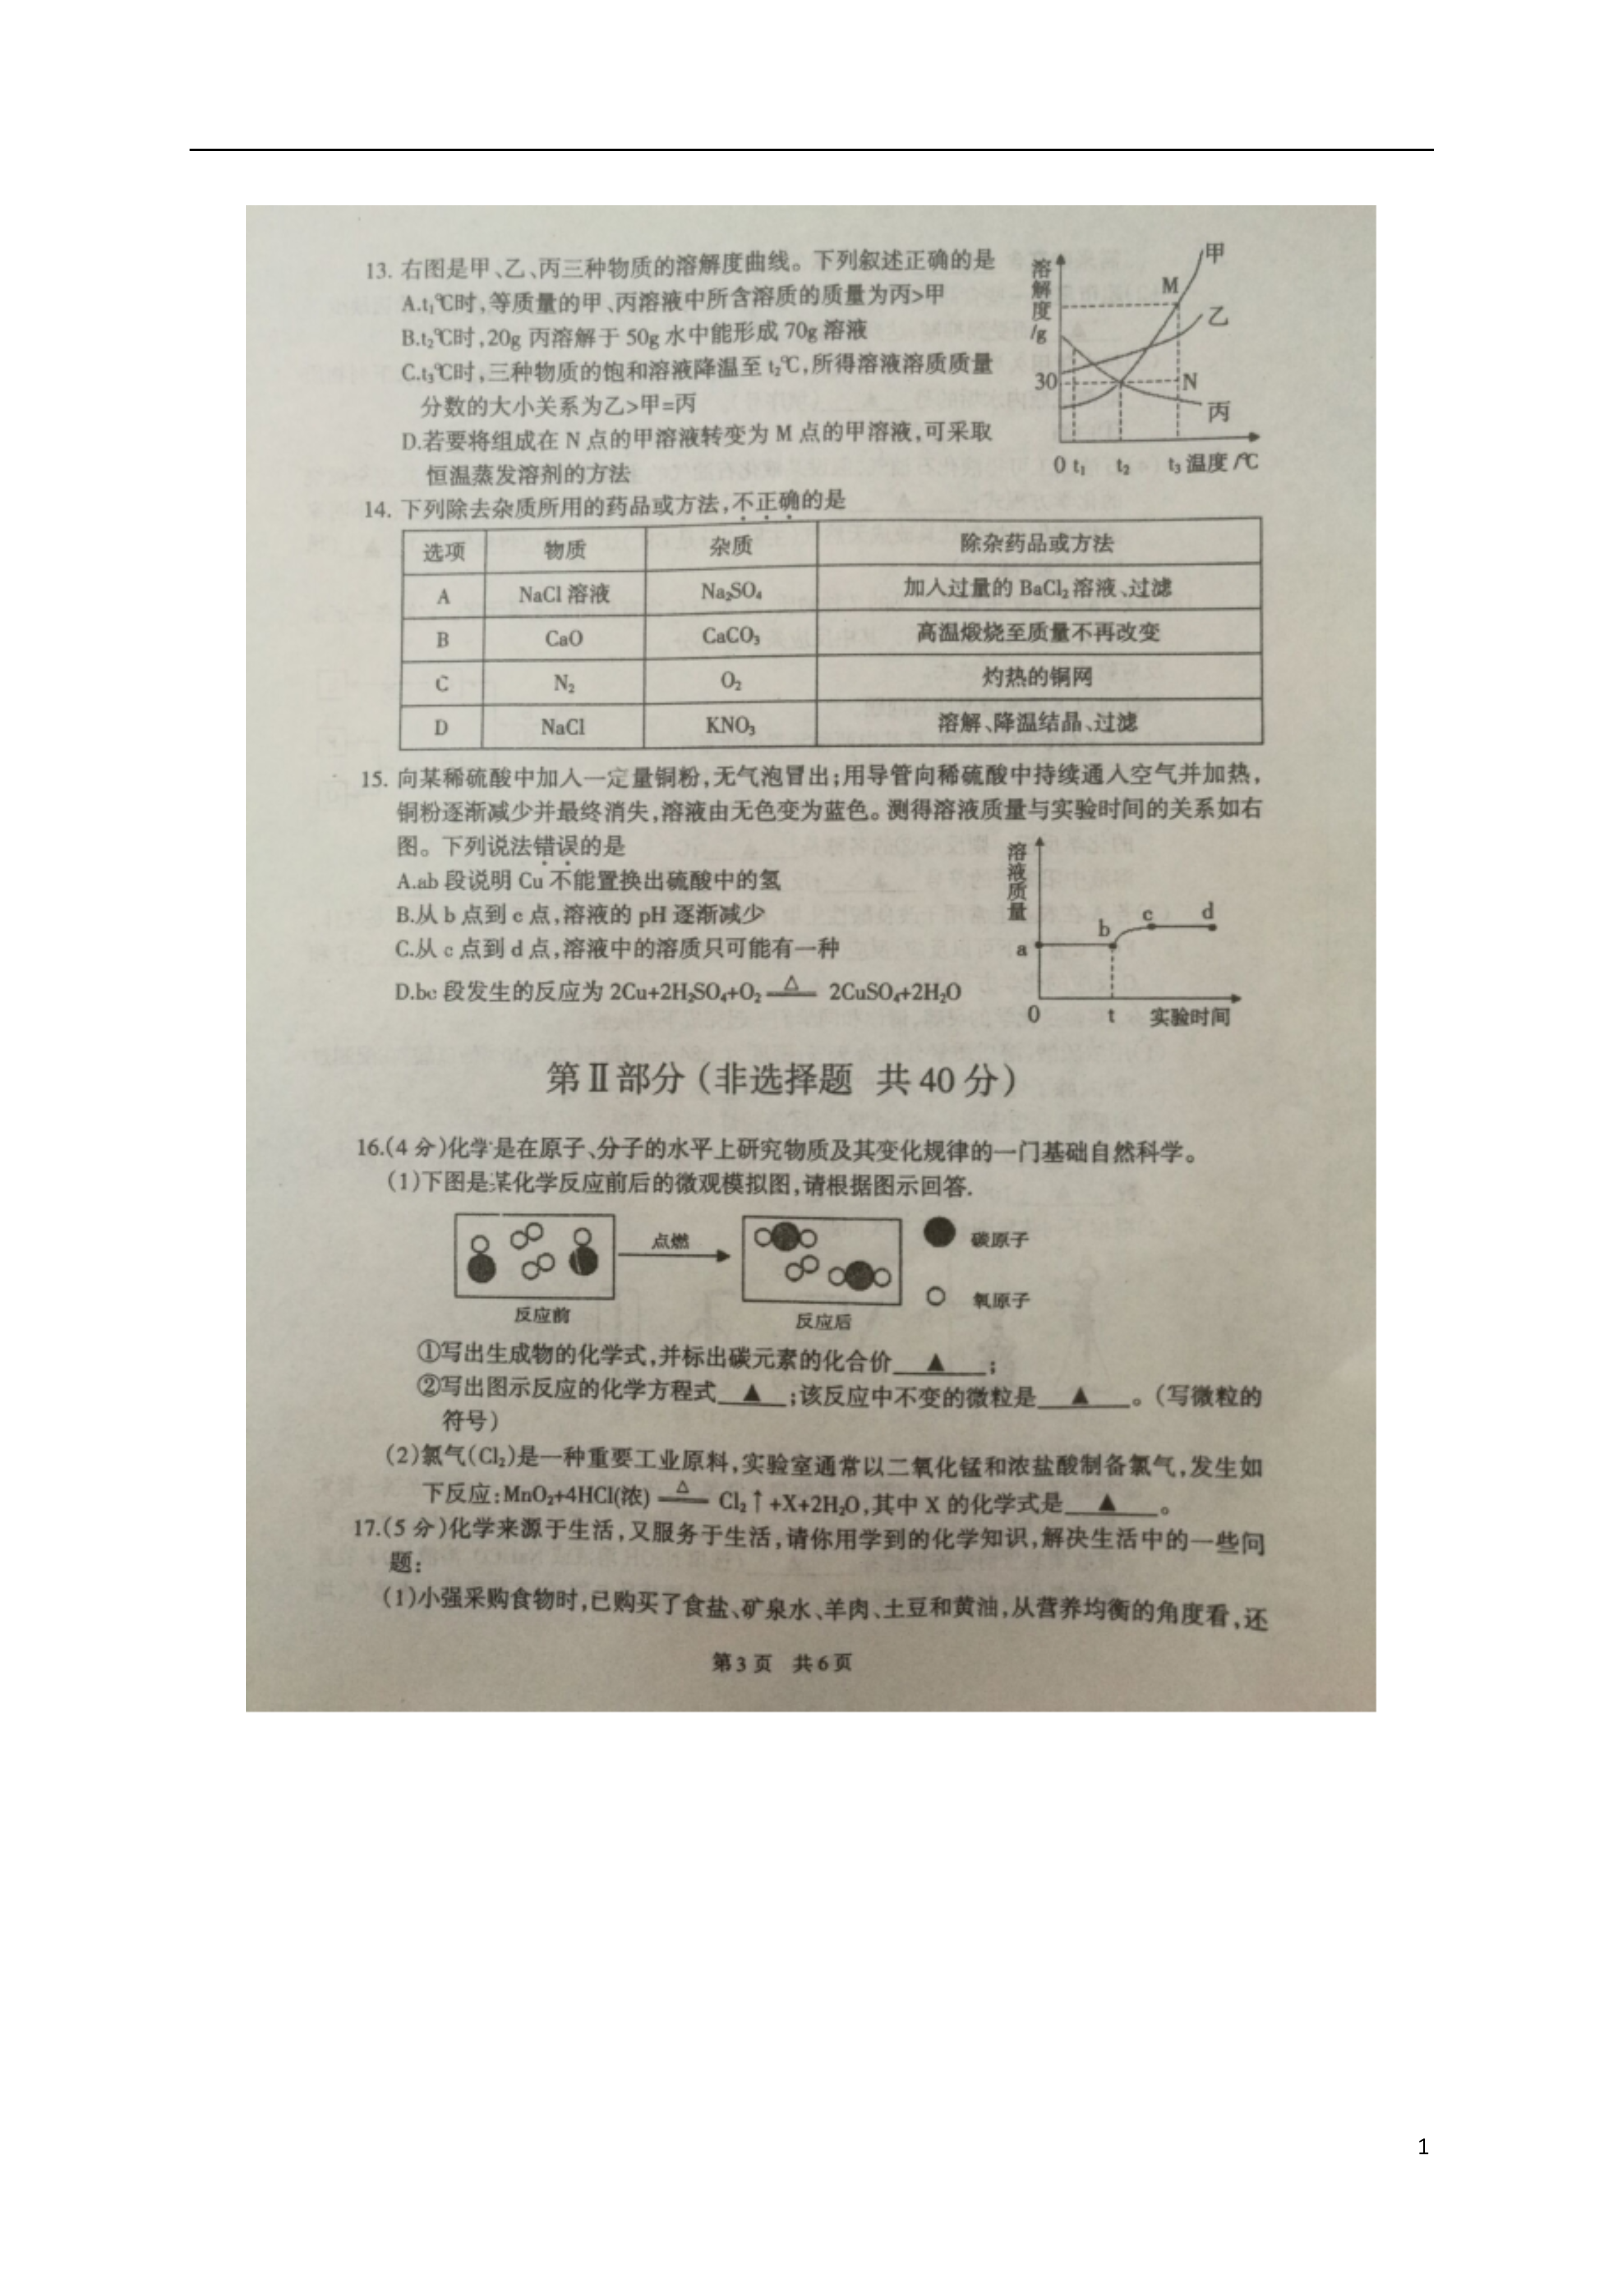 13. 右图是甲、乙、丙三种物质的溶解度曲线。下列叙述正确的是
A.t₁℃时,等质量的甲、丙溶液中所含溶质的质量为丙>甲
B.t₂℃时,20g 丙溶解于 50g 水中能形成 70g 溶液
C.t₃℃时,三种物质的饱和溶液降温至 t₂℃,所得溶液溶质质量
分数的大小关系为乙>甲=丙
D.若要将组成在 N 点的甲溶液转变为 M 点的甲溶液,可采取
恒温蒸发溶剂的方法
溶解度/g
甲
M
乙
30
N
丙
0 t₁ t₂ t₃ 温度/℃
14. 下列除去杂质所用的药品或方法,不正确的是
选项 物质 杂质 除杂药品或方法
A NaCl 溶液 Na₂SO₄ 加入过量的 BaCl₂ 溶液、过滤
B CaO CaCO₃ 高温煅烧至质量不再改变
C N₂ O₂ 灼热的铜网
D NaCl KNO₃ 溶解、降温结晶、过滤
15. 向某稀硫酸中加入一定量铜粉,无气泡冒出;用导管向稀硫酸中持续通入空气并加热,
铜粉逐渐减少并最终消失,溶液由无色变为蓝色。测得溶液质量与实验时间的关系如右
图。下列说法错误的是
A.ab 段说明 Cu 不能置换出硫酸中的氢
B.从 b 点到 c 点,溶液的 pH 逐渐减少
C.从 c 点到 d 点,溶液中的溶质只可能有一种
D.bc 段发生的反应为 2Cu+2H₂SO₄+O₂ △ 2CuSO₄+2H₂O
溶液质量
a b c d
0 t 实验时间
第Ⅱ部分(非选择题 共 40 分)
16.(4 分)化学是在原子、分子的水平上研究物质及其变化规律的一门基础自然科学。
(1)下图是某化学反应前后的微观模拟图,请根据图示回答.
点燃
碳原子
氧原子
反应前 反应后
①写出生成物的化学式,并标出碳元素的化合价 ▲ ;
②写出图示反应的化学方程式 ▲ ;该反应中不变的微粒是 ▲ 。(写微粒的
符号)
(2)氯气(Cl₂)是一种重要工业原料,实验室通常以二氧化锰和浓盐酸制备氯气,发生如
下反应:MnO₂+4HCl(浓) △ Cl₂↑+X+2H₂O,其中 X 的化学式是 ▲ 。
17.(5 分)化学来源于生活,又服务于生活,请你用学到的化学知识,解决生活中的一些问
题:
(1)小强采购食物时,已购买了食盐、矿泉水、羊肉、土豆和黄油,从营养均衡的角度看,还
第 3 页 共 6 页
1